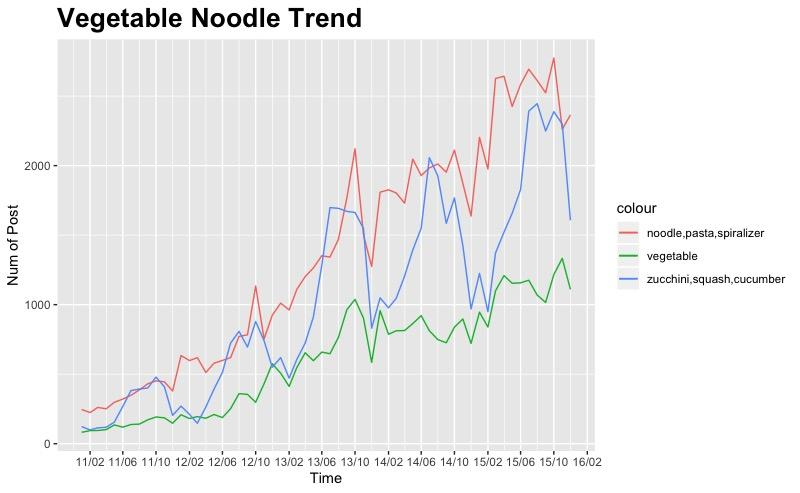 Vegetable Noodle Trend
Num of Post
2000
1000
0
11/02 11/06 11/10 12/02 12/06 12/10 13/02 13/06 13/10 14/02 14/06 14/10 15/02 15/06 15/10 16/02
Time
colour
noodle,pasta,spiralizer
vegetable
zucchini,squash,cucumber